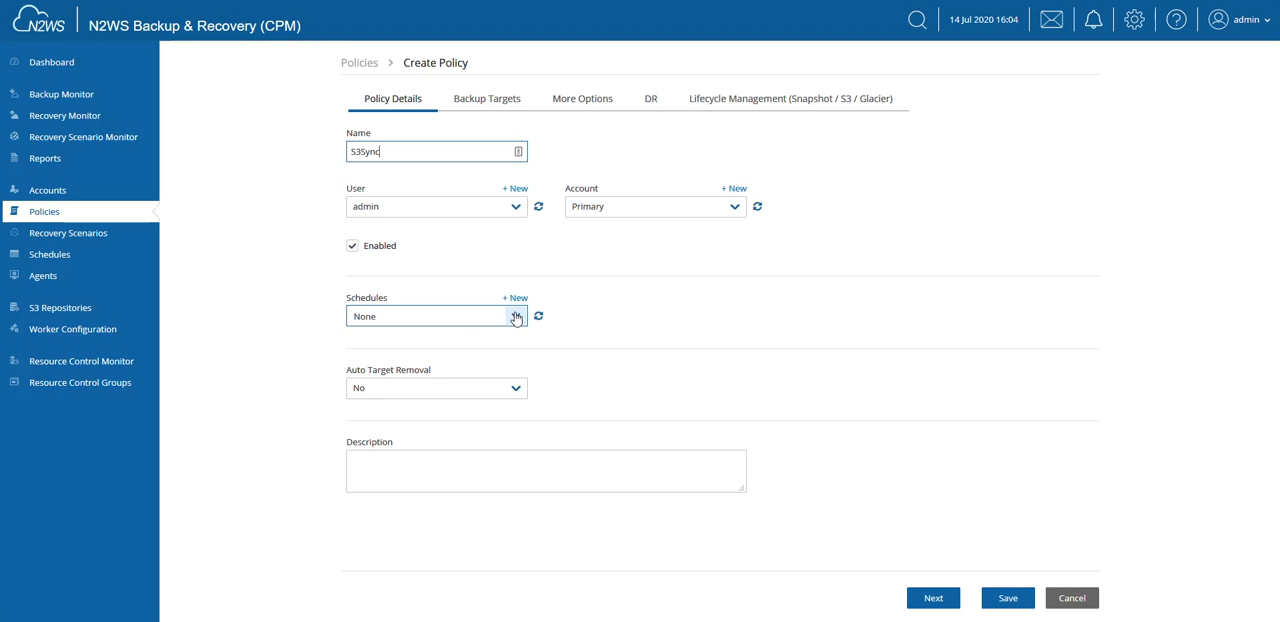 N2WS
N2WS Backup & Recovery (CPM)
14 Jul 2020 16:04
admin
Dashboard
Backup Monitor
Recovery Monitor
Recovery Scenario Monitor
Reports
Accounts
Policies
Recovery Scenarios
Schedules
Agents
S3 Repositories
Worker Configuration
Resource Control Monitor
Resource Control Groups
Policies > Create Policy
Policy Details Backup Targets More Options DR Lifecycle Management (Snapshot / S3 / Glacier)
Name
S3Sync
User + New Account + New
admin Primary
Enabled
Schedules + New
None
Auto Target Removal
No
Description
Next Save Cancel